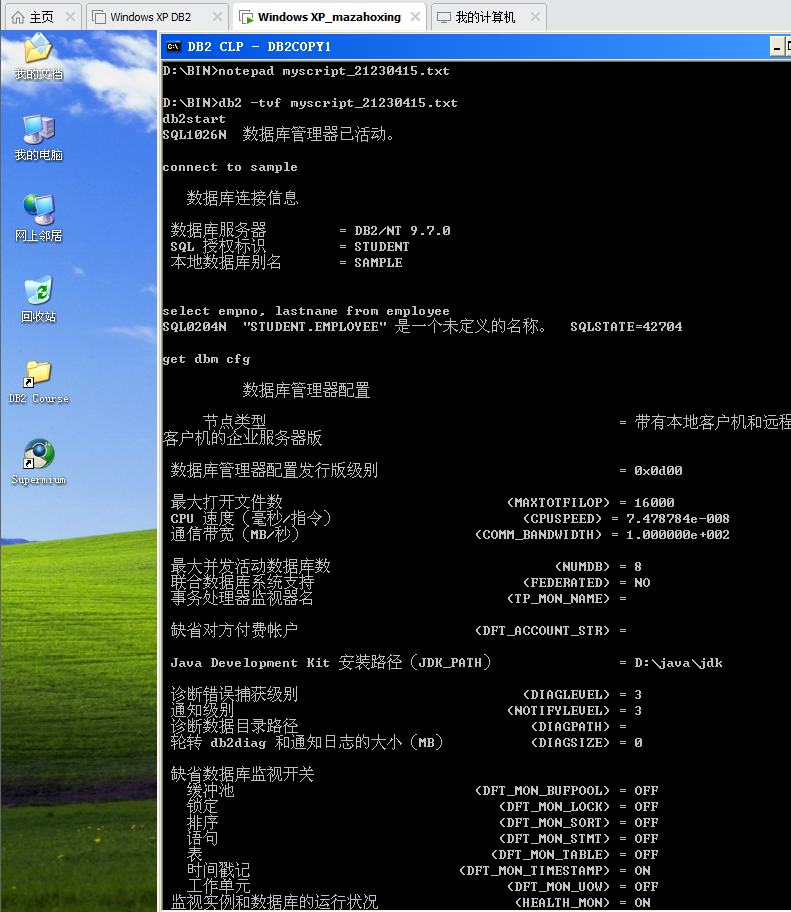 主页
Windows XP DB2
Windows XP_mazahoxing
我的计算机
我的文档
我的电脑
网上邻居
回收站
DB2 Course
Supermium
DB2 CLP - DB2COPY1
D:\BIN>notepad myscript_21230415.txt
D:\BIN>db2 -tvf myscript_21230415.txt
db2start
SQL1026N 数据库管理器已活动。
connect to sample
数据库连接信息
数据库服务器 = DB2/NT 9.7.0
SQL 授权标识 = STUDENT
本地数据库别名 = SAMPLE
select empno, lastname from employee
SQL0204N "STUDENT.EMPLOYEE" 是一个未定义的名称。 SQLSTATE=42704
get dbm cfg
数据库管理器配置
节点类型 = 带有本地客户机和远程
客户机的企业服务器版
数据库管理器配置发行版级别 = 0x0d00
最大打开文件数 (MAXTOTFILOP) = 16000
CPU 速度（毫秒/指令） (CPUSPEED) = 7.478784e-008
通信带宽（MB/秒） (COMM_BANDWIDTH) = 1.000000e+002
最大并发活动数据库数 (NUMDB) = 8
联合数据库系统支持 (FEDERATED) = NO
事务处理器监视器名 (TP_MON_NAME) =
缺省对方付费帐户 (DFT_ACCOUNT_STR) =
Java Development Kit 安装路径（JDK_PATH） = D:\java\jdk
诊断错误捕获级别 (DIAGLEVEL) = 3
通知级别 (NOTIFYLEVEL) = 3
诊断数据目录路径 (DIAGPATH) =
轮转 db2diag 和通知日志的大小（MB） (DIAGSIZE) = 0
缺省数据库监视开关
缓冲池 (DFT_MON_BUFPOOL) = OFF
锁定 (DFT_MON_LOCK) = OFF
排序 (DFT_MON_SORT) = OFF
语句 (DFT_MON_STMT) = OFF
表 (DFT_MON_TABLE) = OFF
时间戳记 (DFT_MON_TIMESTAMP) = ON
工作单元 (DFT_MON_UOW) = OFF
监视实例和数据库的运行状况 (HEALTH_MON) = ON